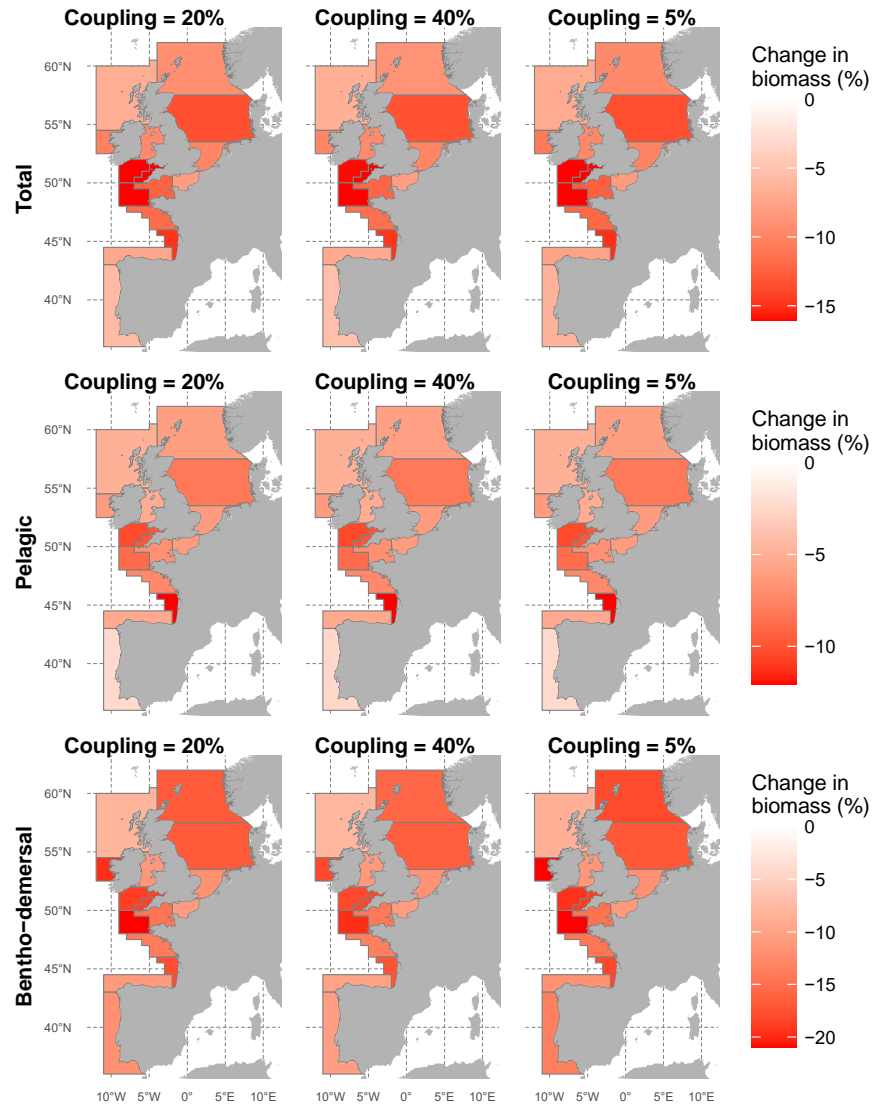 Coupling = 20% Coupling = 40% Coupling = 5%
Total
60°N
55°N
50°N
45°N
40°N
Change in
biomass (%)
0
−5
−10
−15
Coupling = 20% Coupling = 40% Coupling = 5%
Pelagic
60°N
55°N
50°N
45°N
40°N
Change in
biomass (%)
0
−5
−10
Coupling = 20% Coupling = 40% Coupling = 5%
Bentho−demersal
60°N
55°N
50°N
45°N
40°N
Change in
biomass (%)
0
−5
−10
−15
−20
10°W 5°W 0° 5°E 10°E 10°W 5°W 0° 5°E 10°E 10°W 5°W 0° 5°E 10°E